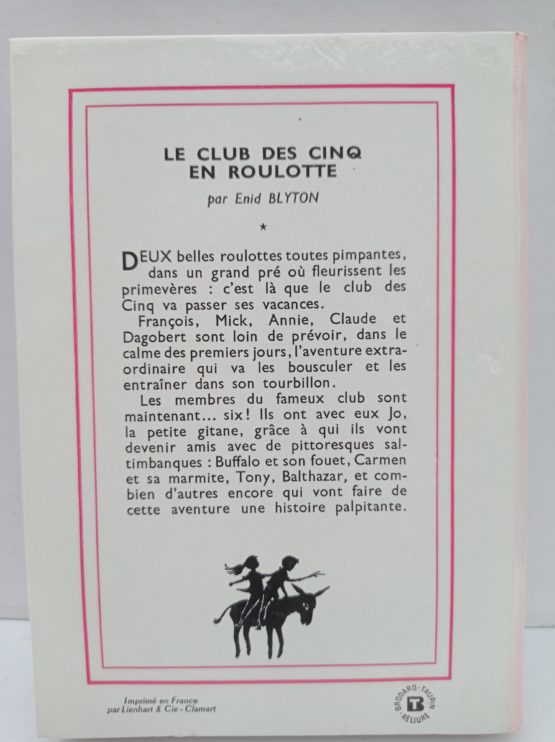 LE CLUB DES CINQ
EN ROULOTTE
par Enid BLYTON
★
DEUX belles roulottes toutes pimpantes,
dans un grand pré où fleurissent les
primevères : c'est là que le club des
Cinq va passer ses vacances.
François, Mick, Annie, Claude et
Dagobert sont loin de prévoir, dans le
calme des premiers jours, l'aventure extra-
ordinaire qui va les bousculer et les
entraîner dans son tourbillon.
Les membres du fameux club sont
maintenant... six! Ils ont avec eux Jo,
la petite gitane, grâce à qui ils vont
devenir amis avec de pittoresques sal-
timbanques : Buffalo et son fouet, Carmen
et sa marmite, Tony, Balthazar, et com-
bien d'autres encore qui vont faire de
cette aventure une histoire palpitante.
Imprimé en France
par Lienhart & Cie - Clamart
BRODARD-TAUPIN
TB
RELIURE